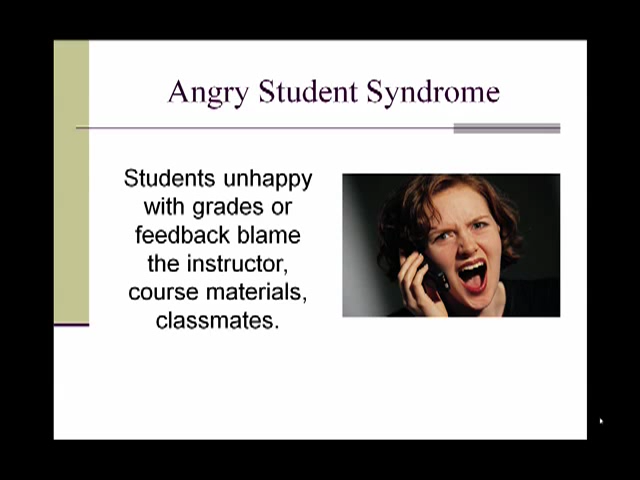 Angry Student Syndrome
Students unhappy
with grades or
feedback blame
the instructor,
course materials,
classmates.